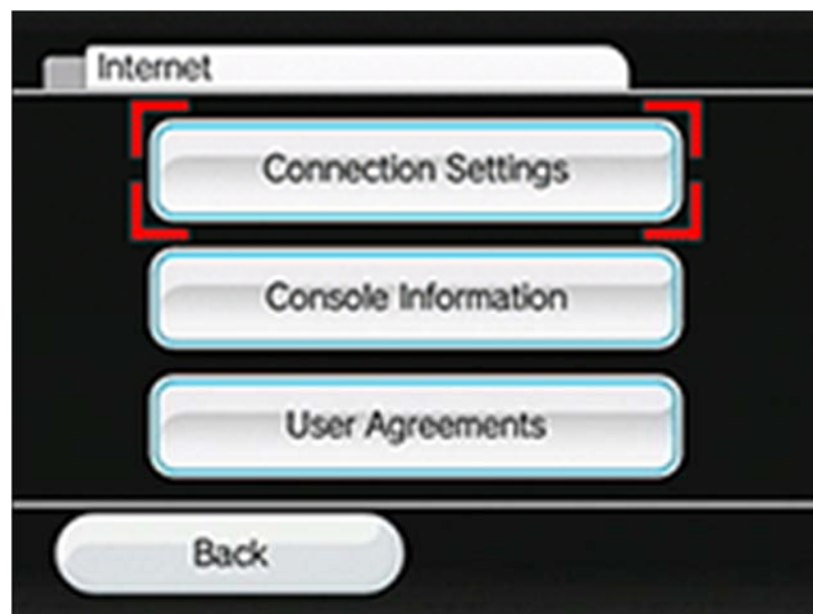 Internet
Connection Settings
Console Information
User Agreements
Back